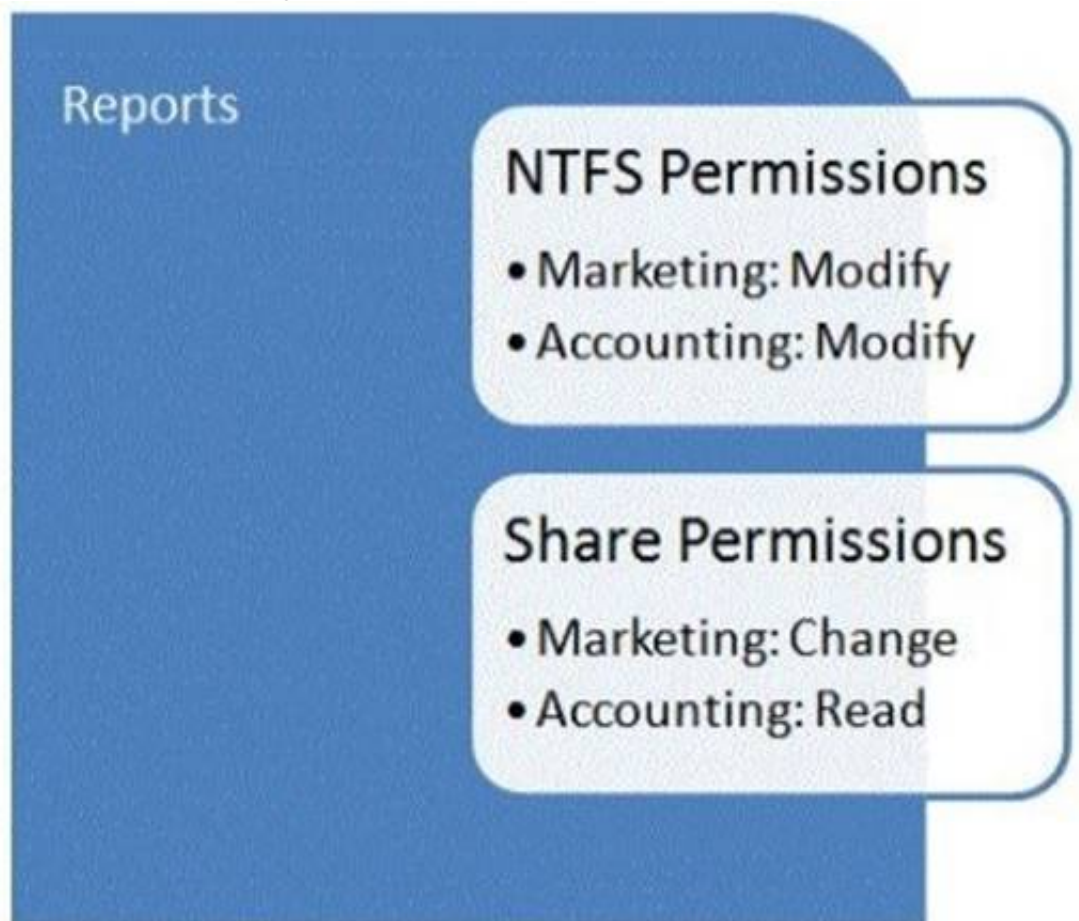 Reports
NTFS Permissions
• Marketing: Modify
• Accounting: Modify
Share Permissions
• Marketing: Change
• Accounting: Read